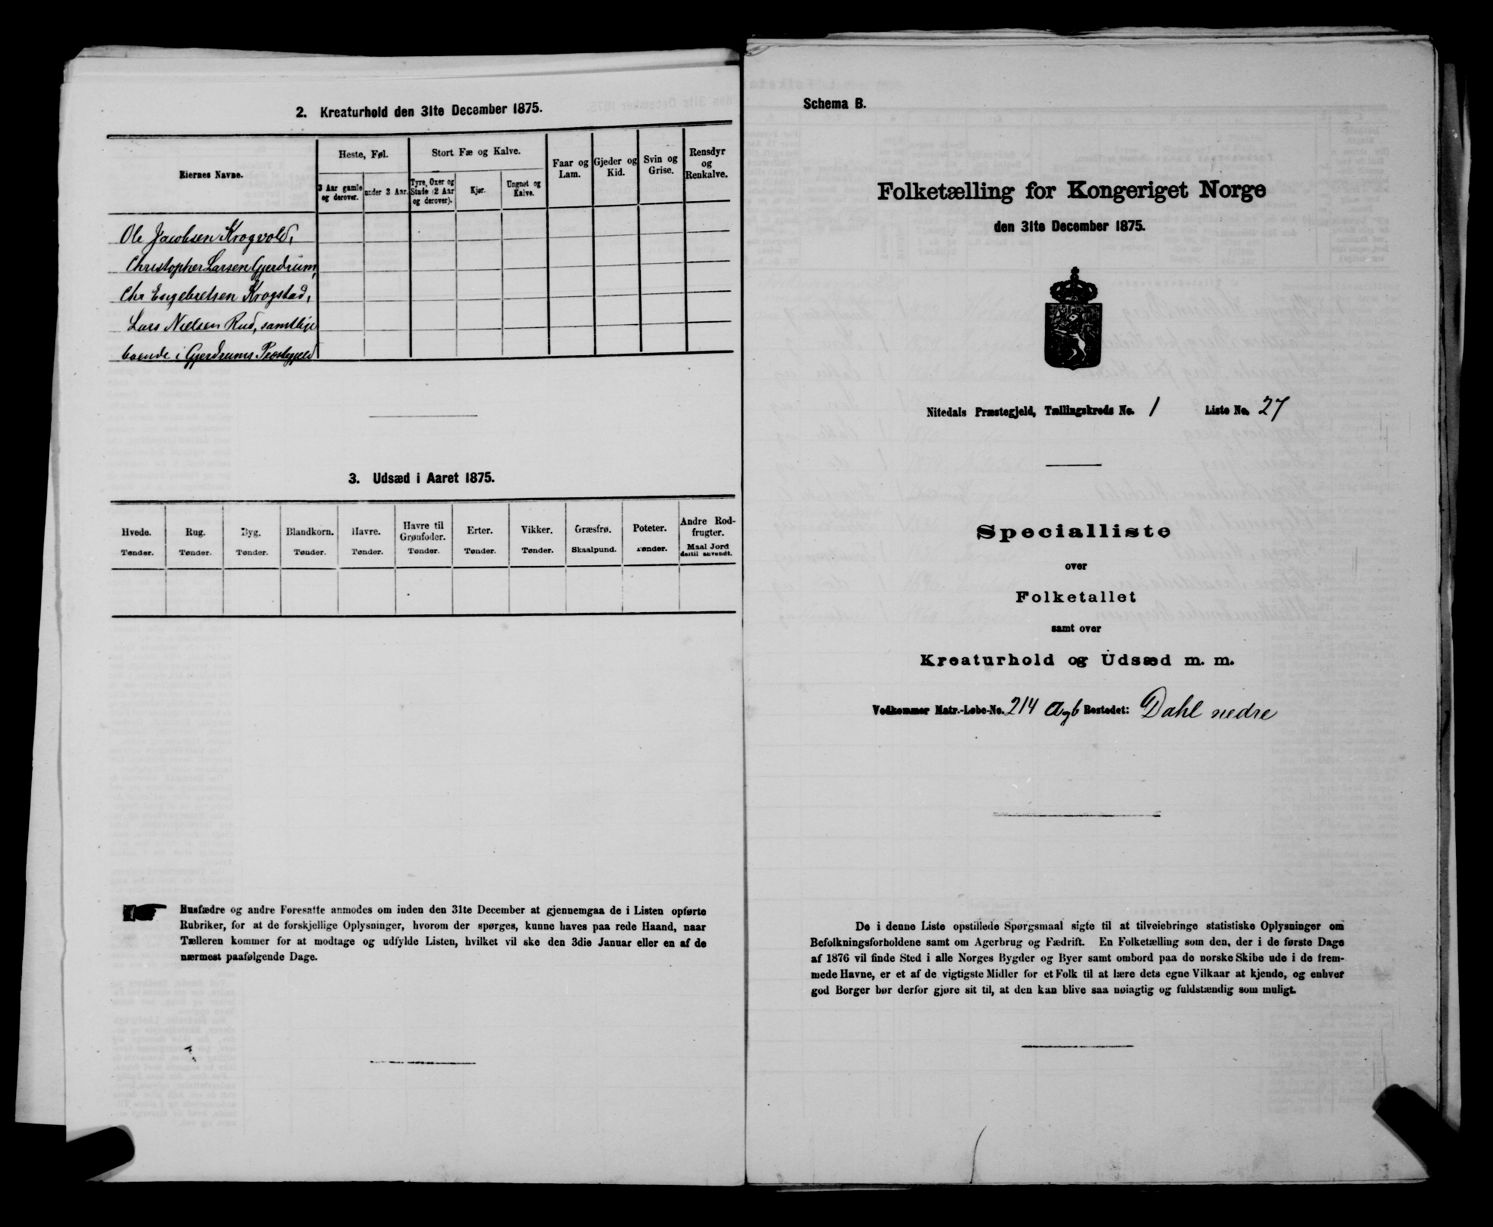 2. Kreaturhold den 31te December 1875.
Eiernes Navne.
Heste, Føl.
Stort Fæ og Kalve.
Faar og Lam.
Gjeder og Kid.
Svin og Grise.
Rensdyr og Renkalve.
3 Aar gamle og derover.
under 3 Aar.
Tyre, Oxer og Stude (2 Aar og derover).
Kjør.
Ungnet og Kalve.
Ole Jacobsen Krogvold,
Christopher Larsen Gjerdrum,
Chr Engebretsen Krogstad,
Lars Nielsen Rud, samtlige
boende i Gjerdrums Præstegjeld
3. Udsæd i Aaret 1875.
Hvede. Rug. Byg. Blandkorn. Havre. Havre til Grønfoder. Erter. Vikker. Græsfrø. Poteter. Andre Rodfrugter.
Tønder. Tønder. Tønder. Tønder. Tønder. Tønder. Tønder. Tønder. Skaalpund. Tønder. Maal Jord dertil anvendt.
Husfædre og andre Foresatte anmodes om inden den 31te December at gjennemgaa de i Listen opførte
Rubriker, for at de forskjellige Oplysninger, hvorom der spørges, kunne haves paa rede Haand, naar
Tælleren kommer for at modtage og udfylde Listen, hvilket vil ske den 3die Januar eller en af de
nærmest paafølgende Dage.
Schema B.
Folketælling for Kongeriget Norge
den 31te December 1875.
Nitedals Præstegjeld, Tællingskreds No. 1 Liste No. 27
Specialliste
over
Folketallet
samt over
Kreaturhold og Udsæd m. m.
Vedkommer Matr.-Løbe-No. 214 a,b Bostedet: Dahl nedre
De i denne Liste opstillede Spørgsmaal sigte til at tilveiebringe statistiske Oplysninger om
Befolkningsforholdene samt om Agerbrug og Fædrift. En Folketælling som den, der i de første Dage
af 1876 vil finde Sted i alle Norges Bygder og Byer samt ombord paa de norske Skibe ude i de frem-
mede Havne, er et af de vigtigste Midler for et Folk til at lære dets egne Vilkaar at kjende, og enhver
god Borger bør derfor gjøre sit til, at den kan blive saa nøiagtig og fuldstændig som muligt.